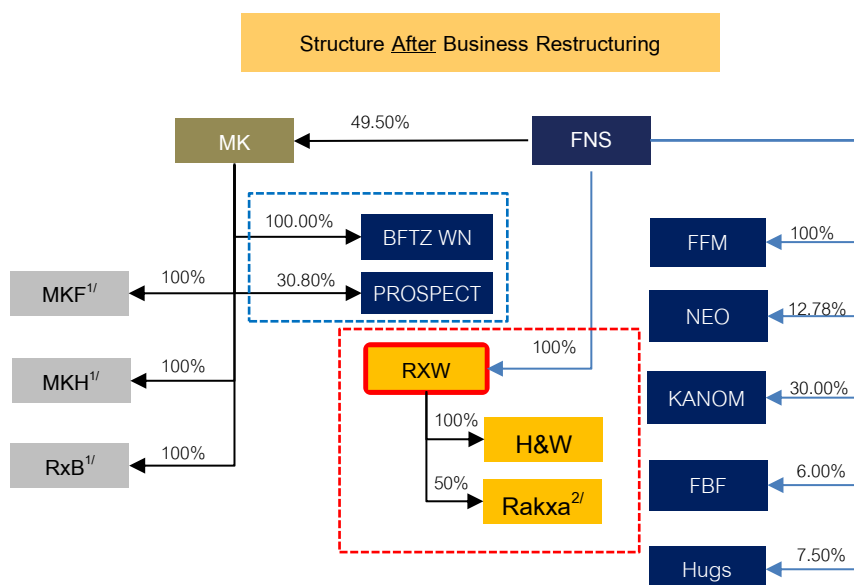 Structure After Business Restructuring
49.50%
MK
FNS
100.00%
BFTZ WN
FFM
100%
MKF1/
100%
30.80%
PROSPECT
NEO
12.78%
100%
RXW
MKH1/
100%
KANOM
30.00%
100%
H&W
RxB1/
100%
50%
Rakxa2/
FBF
6.00%
Hugs
7.50%